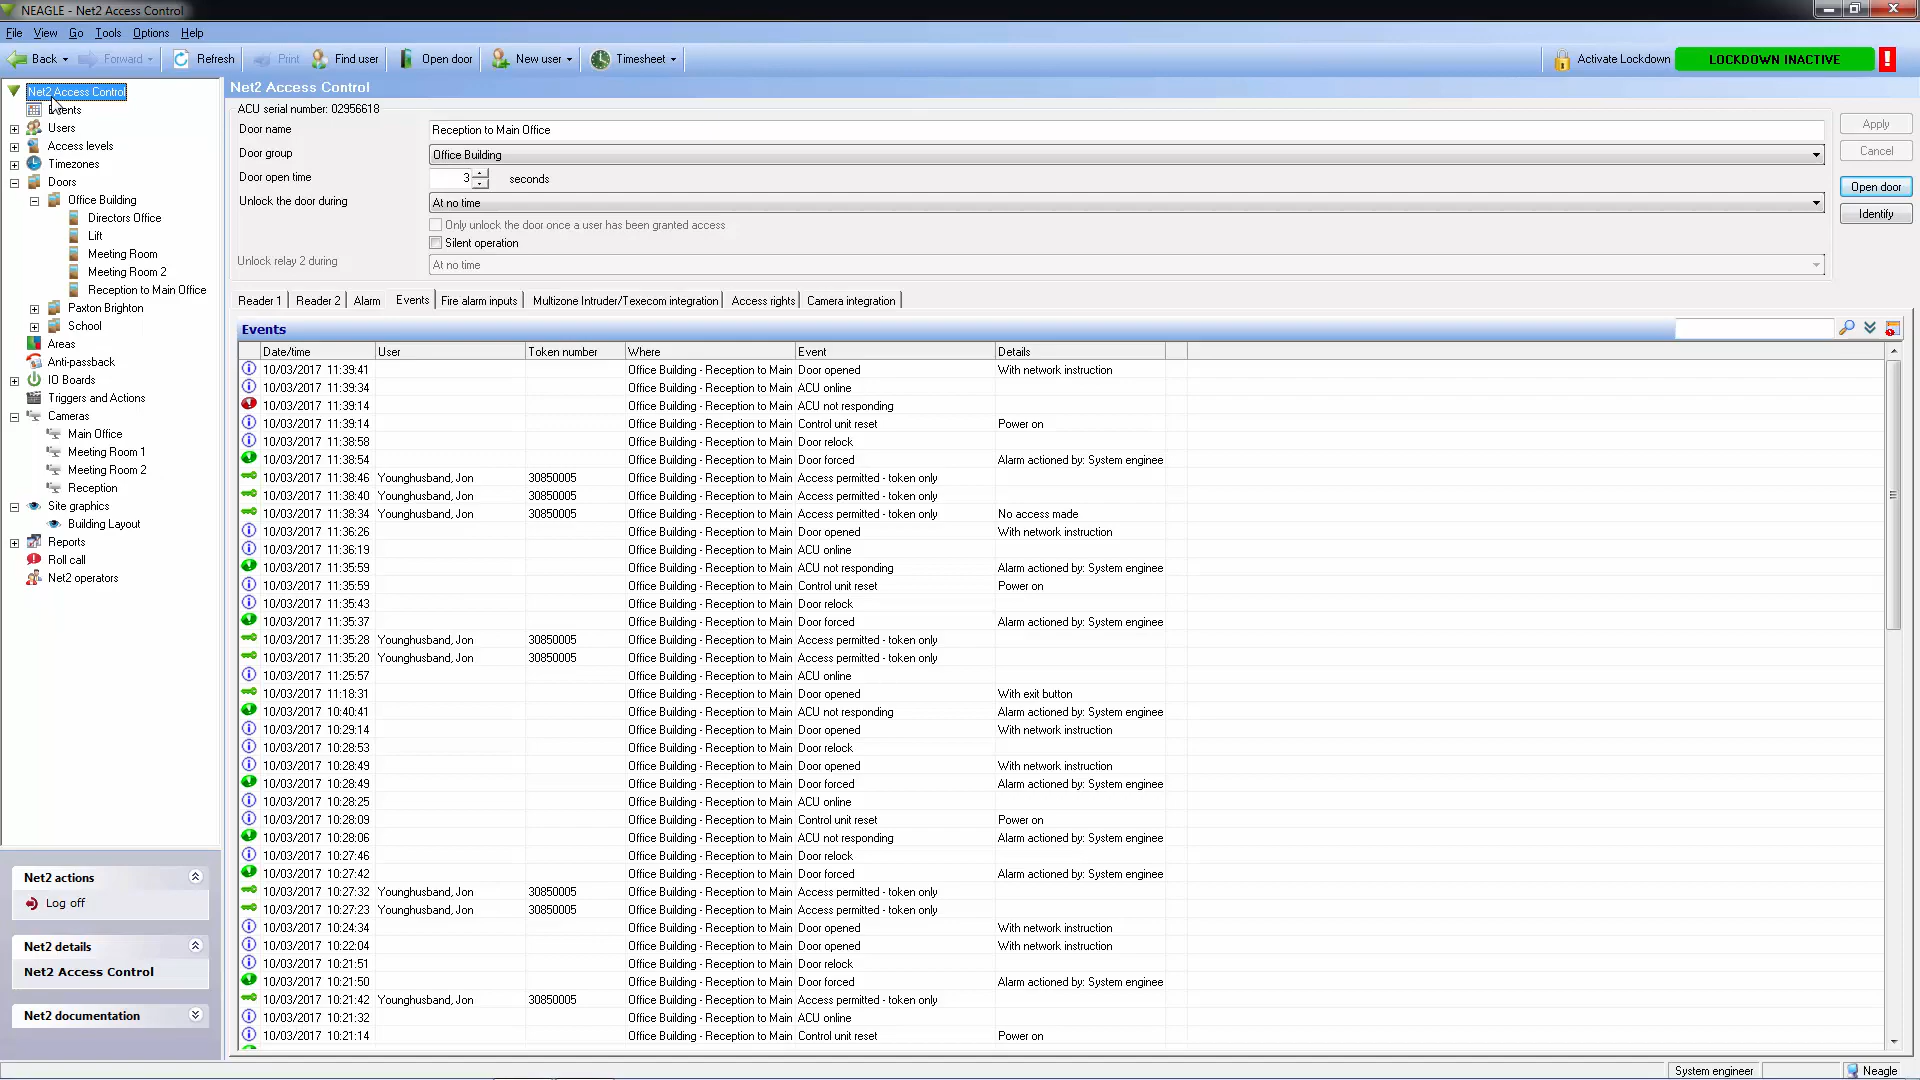 NEAGLE - Net2 Access Control
File View Go Tools Options Help
Back Forward Refresh Print Find user Open door New user Timesheet Activate Lockdown LOCKDOWN INACTIVE
Net2 Access Control
Events
Users
Access levels
Timezones
Doors
Office Building
Directors Office
Lift
Meeting Room
Meeting Room 2
Reception to Main Office
Paxton Brighton
School
Areas
Anti-passback
IO Boards
Triggers and Actions
Cameras
Main Office
Meeting Room 1
Meeting Room 2
Reception
Site graphics
Building Layout
Reports
Roll call
Net2 operators
Net2 actions
Log off
Net2 details
Net2 Access Control
Net2 documentation
Net2 Access Control
ACU serial number: 02956618
Door name Reception to Main Office
Door group Office Building
Door open time 3 seconds
Unlock the door during At no time
Only unlock the door once a user has been granted access
Silent operation
Unlock relay 2 during At no time
Apply
Cancel
Open door
Identify
Reader 1 Reader 2 Alarm Events Fire alarm inputs Multizone Intruder/Texecom integration Access rights Camera integration
Events
Date/time User Token number Where Event Details
10/03/2017 11:39:41 Office Building - Reception to Main Door opened With network instruction
10/03/2017 11:39:34 Office Building - Reception to Main ACU online
10/03/2017 11:39:14 Office Building - Reception to Main ACU not responding
10/03/2017 11:39:14 Office Building - Reception to Main Control unit reset Power on
10/03/2017 11:38:58 Office Building - Reception to Main Door relock
10/03/2017 11:38:54 Office Building - Reception to Main Door forced Alarm actioned by: System enginee
10/03/2017 11:38:46 Younghusband, Jon 30850005 Office Building - Reception to Main Access permitted - token only
10/03/2017 11:38:40 Younghusband, Jon 30850005 Office Building - Reception to Main Access permitted - token only
10/03/2017 11:38:34 Younghusband, Jon 30850005 Office Building - Reception to Main Access permitted - token only No access made
10/03/2017 11:36:26 Office Building - Reception to Main Door opened With network instruction
10/03/2017 11:36:19 Office Building - Reception to Main ACU online
10/03/2017 11:35:59 Office Building - Reception to Main ACU not responding Alarm actioned by: System enginee
10/03/2017 11:35:59 Office Building - Reception to Main Control unit reset Power on
10/03/2017 11:35:43 Office Building - Reception to Main Door relock
10/03/2017 11:35:37 Office Building - Reception to Main Door forced Alarm actioned by: System enginee
10/03/2017 11:35:28 Younghusband, Jon 30850005 Office Building - Reception to Main Access permitted - token only
10/03/2017 11:35:20 Younghusband, Jon 30850005 Office Building - Reception to Main Access permitted - token only
10/03/2017 11:25:57 Office Building - Reception to Main ACU online
10/03/2017 11:18:31 Office Building - Reception to Main Door opened With exit button
10/03/2017 10:40:41 Office Building - Reception to Main ACU not responding Alarm actioned by: System enginee
10/03/2017 10:29:14 Office Building - Reception to Main Door opened With network instruction
10/03/2017 10:28:53 Office Building - Reception to Main Door relock
10/03/2017 10:28:49 Office Building - Reception to Main Door opened With network instruction
10/03/2017 10:28:49 Office Building - Reception to Main Door forced Alarm actioned by: System enginee
10/03/2017 10:28:25 Office Building - Reception to Main ACU online
10/03/2017 10:28:09 Office Building - Reception to Main Control unit reset Power on
10/03/2017 10:28:06 Office Building - Reception to Main ACU not responding Alarm actioned by: System enginee
10/03/2017 10:27:46 Office Building - Reception to Main Door relock
10/03/2017 10:27:42 Office Building - Reception to Main Door forced Alarm actioned by: System enginee
10/03/2017 10:27:32 Younghusband, Jon 30850005 Office Building - Reception to Main Access permitted - token only
10/03/2017 10:27:23 Younghusband, Jon 30850005 Office Building - Reception to Main Access permitted - token only
10/03/2017 10:24:34 Office Building - Reception to Main Door opened With network instruction
10/03/2017 10:22:04 Office Building - Reception to Main Door opened With network instruction
10/03/2017 10:21:51 Office Building - Reception to Main Door relock
10/03/2017 10:21:50 Office Building - Reception to Main Door forced Alarm actioned by: System enginee
10/03/2017 10:21:42 Younghusband, Jon 30850005 Office Building - Reception to Main Access permitted - token only
10/03/2017 10:21:32 Office Building - Reception to Main ACU online
10/03/2017 10:21:14 Office Building - Reception to Main Control unit reset Power on
System engineer Neagle